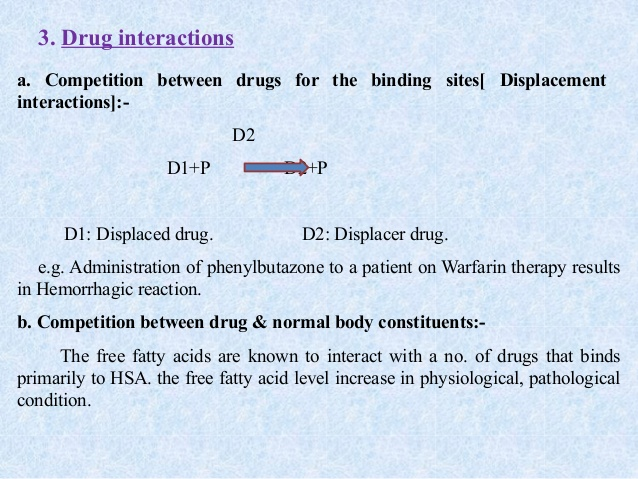 3. Drug interactions
a. Competition between drugs for the binding sites[ Displacement
interactions]:-
D2
D1+P D2+P
D1: Displaced drug. D2: Displacer drug.
e.g. Administration of phenylbutazone to a patient on Warfarin therapy results
in Hemorrhagic reaction.
b. Competition between drug & normal body constituents:-
The free fatty acids are known to interact with a no. of drugs that binds
primarily to HSA. the free fatty acid level increase in physiological, pathological
condition.